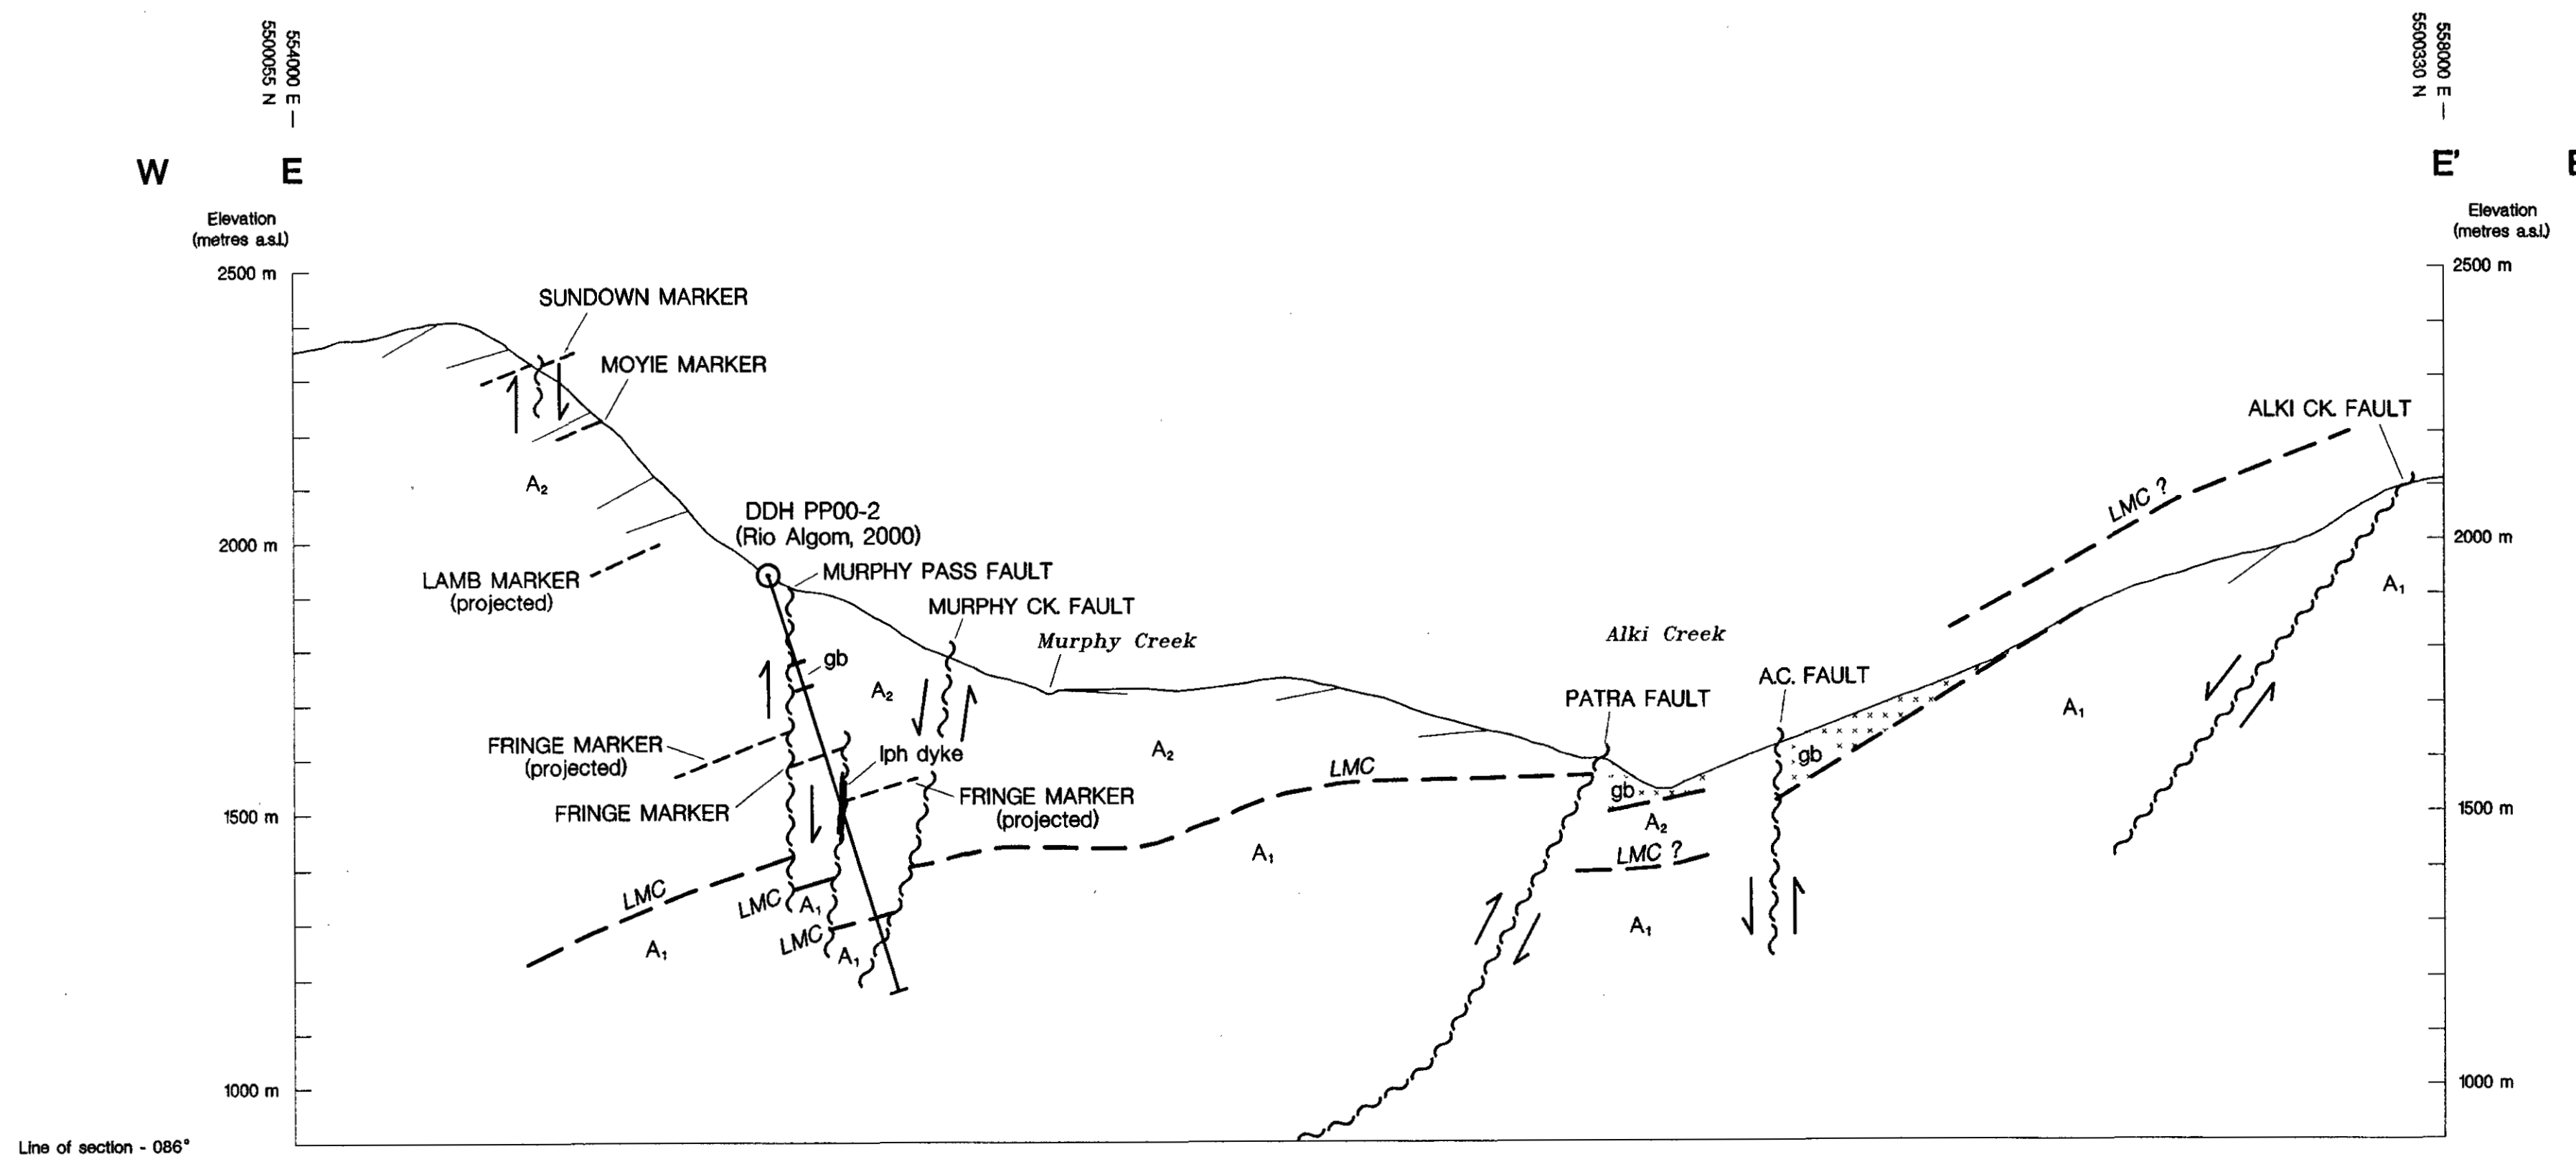 554000 E —
5500055 N
558000 E —
5500330 N
W
E
E'
Elevation
(metres a.s.l.)
Elevation
(metres a.s.l.)
2500 m
2500 m
SUNDOWN MARKER
MOYIE MARKER
ALKI CK. FAULT
A₂
LMC ?
DDH PP00-2
(Rio Algom, 2000)
2000 m
2000 m
MURPHY PASS FAULT
LAMB MARKER
(projected)
A₁
MURPHY CK. FAULT
Murphy Creek
Alki Creek
gb
A.C. FAULT
A₂
PATRA FAULT
A₁
FRINGE MARKER
(projected)
A₂
lph dyke
gb
LMC
FRINGE MARKER
(projected)
gb
FRINGE MARKER
1500 m
1500 m
A₂
A₁
LMC ?
LMC
LMC
A₁
A₁
LMC
A₁
A₁
1000 m
1000 m
Line of section - 086°